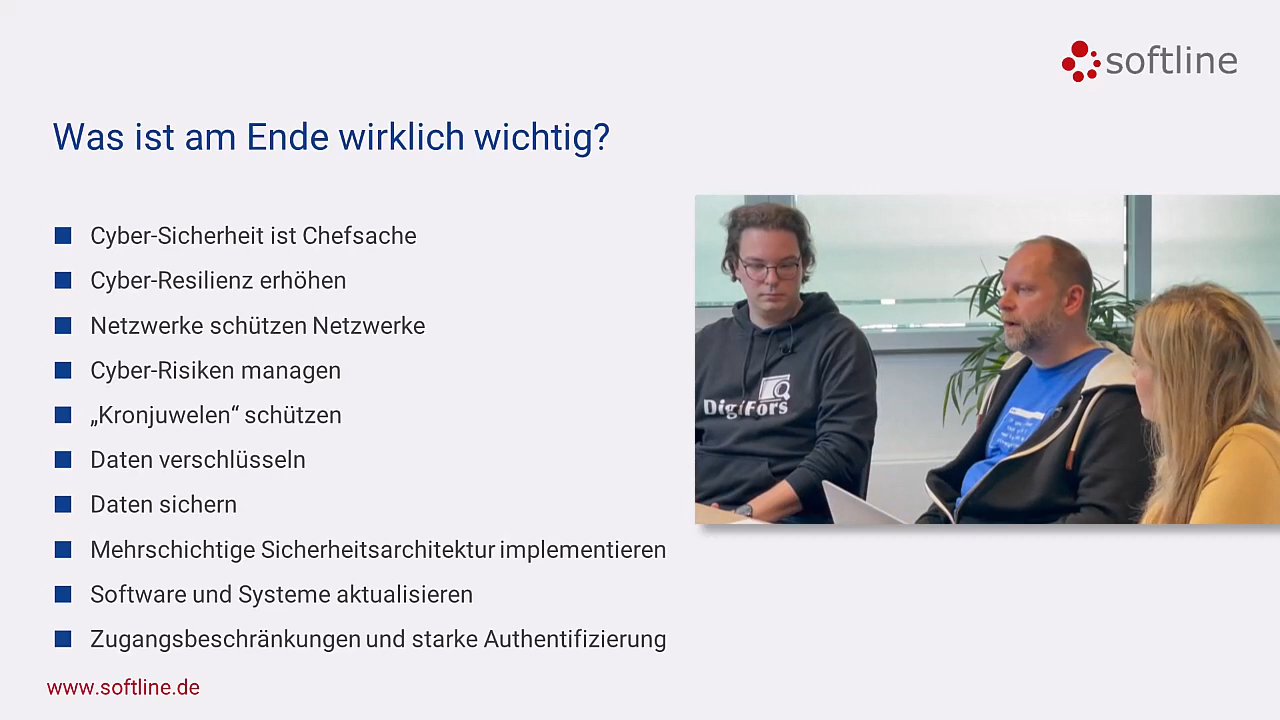 softline
Was ist am Ende wirklich wichtig?
Cyber-Sicherheit ist Chefsache
Cyber-Resilienz erhöhen
Netzwerke schützen Netzwerke
Cyber-Risiken managen
„Kronjuwelen“ schützen
Daten verschlüsseln
Daten sichern
Mehrschichtige Sicherheitsarchitektur implementieren
Software und Systeme aktualisieren
Zugangsbeschränkungen und starke Authentifizierung
www.softline.de
DigiFors